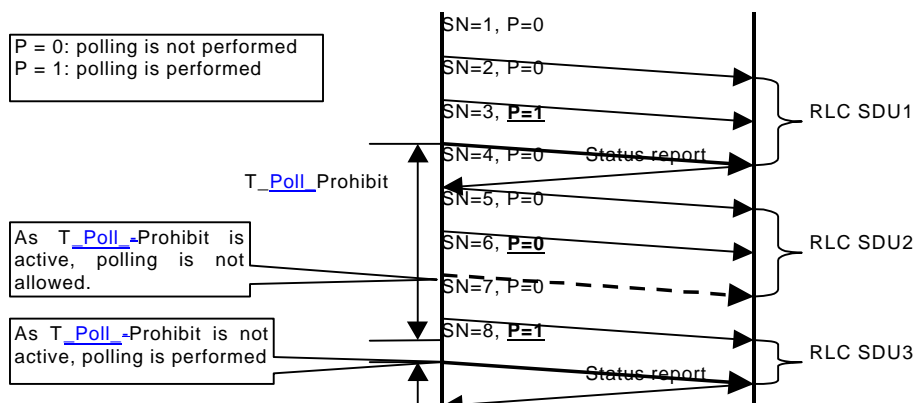 SN=1, P=0
P = 0: polling is not performed
P = 1: polling is performed
SN=2, P=0
SN=3, P=1
RLC SDU1
SN=4, P=0
Status report
T_Poll_Prohibit
SN=5, P=0
As T_Poll_-Prohibit is
active, polling is not
allowed.
SN=6, P=0
RLC SDU2
SN=7, P=0
As T_Poll_-Prohibit is not
active, polling is performed
SN=8, P=1
RLC SDU3
Status report